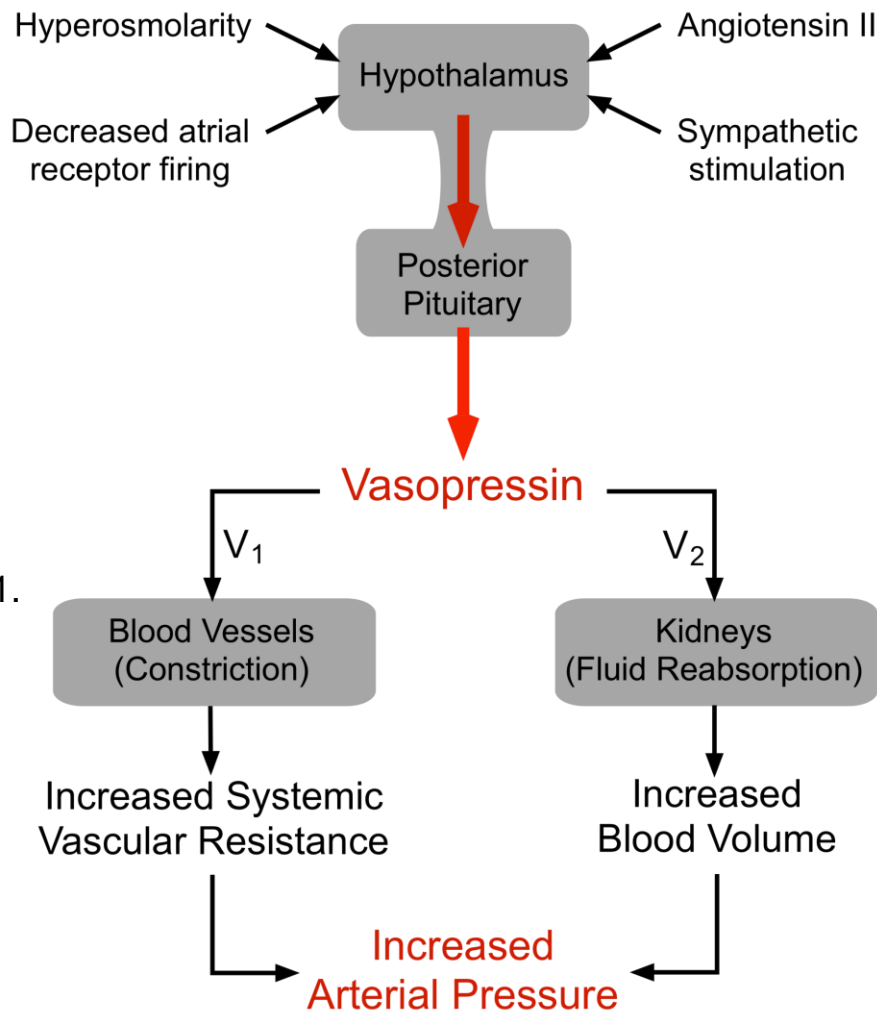 Hyperosmolarity
Angiotensin II
Hypothalamus
Decreased atrial
receptor firing
Sympathetic
stimulation
Posterior
Pituitary
Vasopressin
V₁
V₂
1.
Blood Vessels
(Constriction)
Kidneys
(Fluid Reabsorption)
Increased Systemic
Vascular Resistance
Increased
Blood Volume
Increased
Arterial Pressure